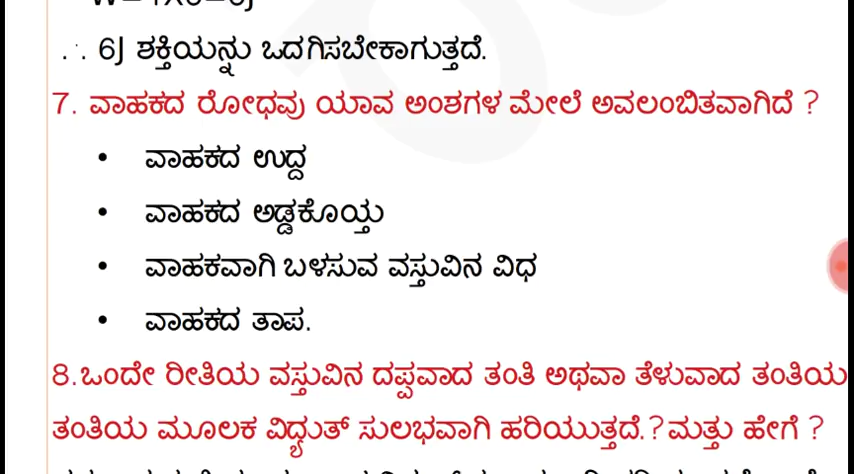 ∴ 6J ಶಕ್ತಿಯನ್ನು ಒದಗಿಸಬೇಕಾಗುತ್ತದೆ.
7. ವಾಹಕದ ರೋಧವು ಯಾವ ಅಂಶಗಳ ಮೇಲೆ ಅವಲಂಬಿತವಾಗಿದೆ ?
• ವಾಹಕದ ಉದ್ದ
• ವಾಹಕದ ಅಡ್ಡಕೊಯ್ತ
• ವಾಹಕವಾಗಿ ಬಳಸುವ ವಸ್ತುವಿನ ವಿಧ
• ವಾಹಕದ ತಾಪ.
8.ಒಂದೇ ರೀತಿಯ ವಸ್ತುವಿನ ದಪ್ಪವಾದ ತಂತಿ ಅಥವಾ ತೆಳುವಾದ ತಂತಿಯ
ತಂತಿಯ ಮೂಲಕ ವಿದ್ಯುತ್ ಸುಲಭವಾಗಿ ಹರಿಯುತ್ತದೆ.?ಮತ್ತು ಹೇಗೆ ?